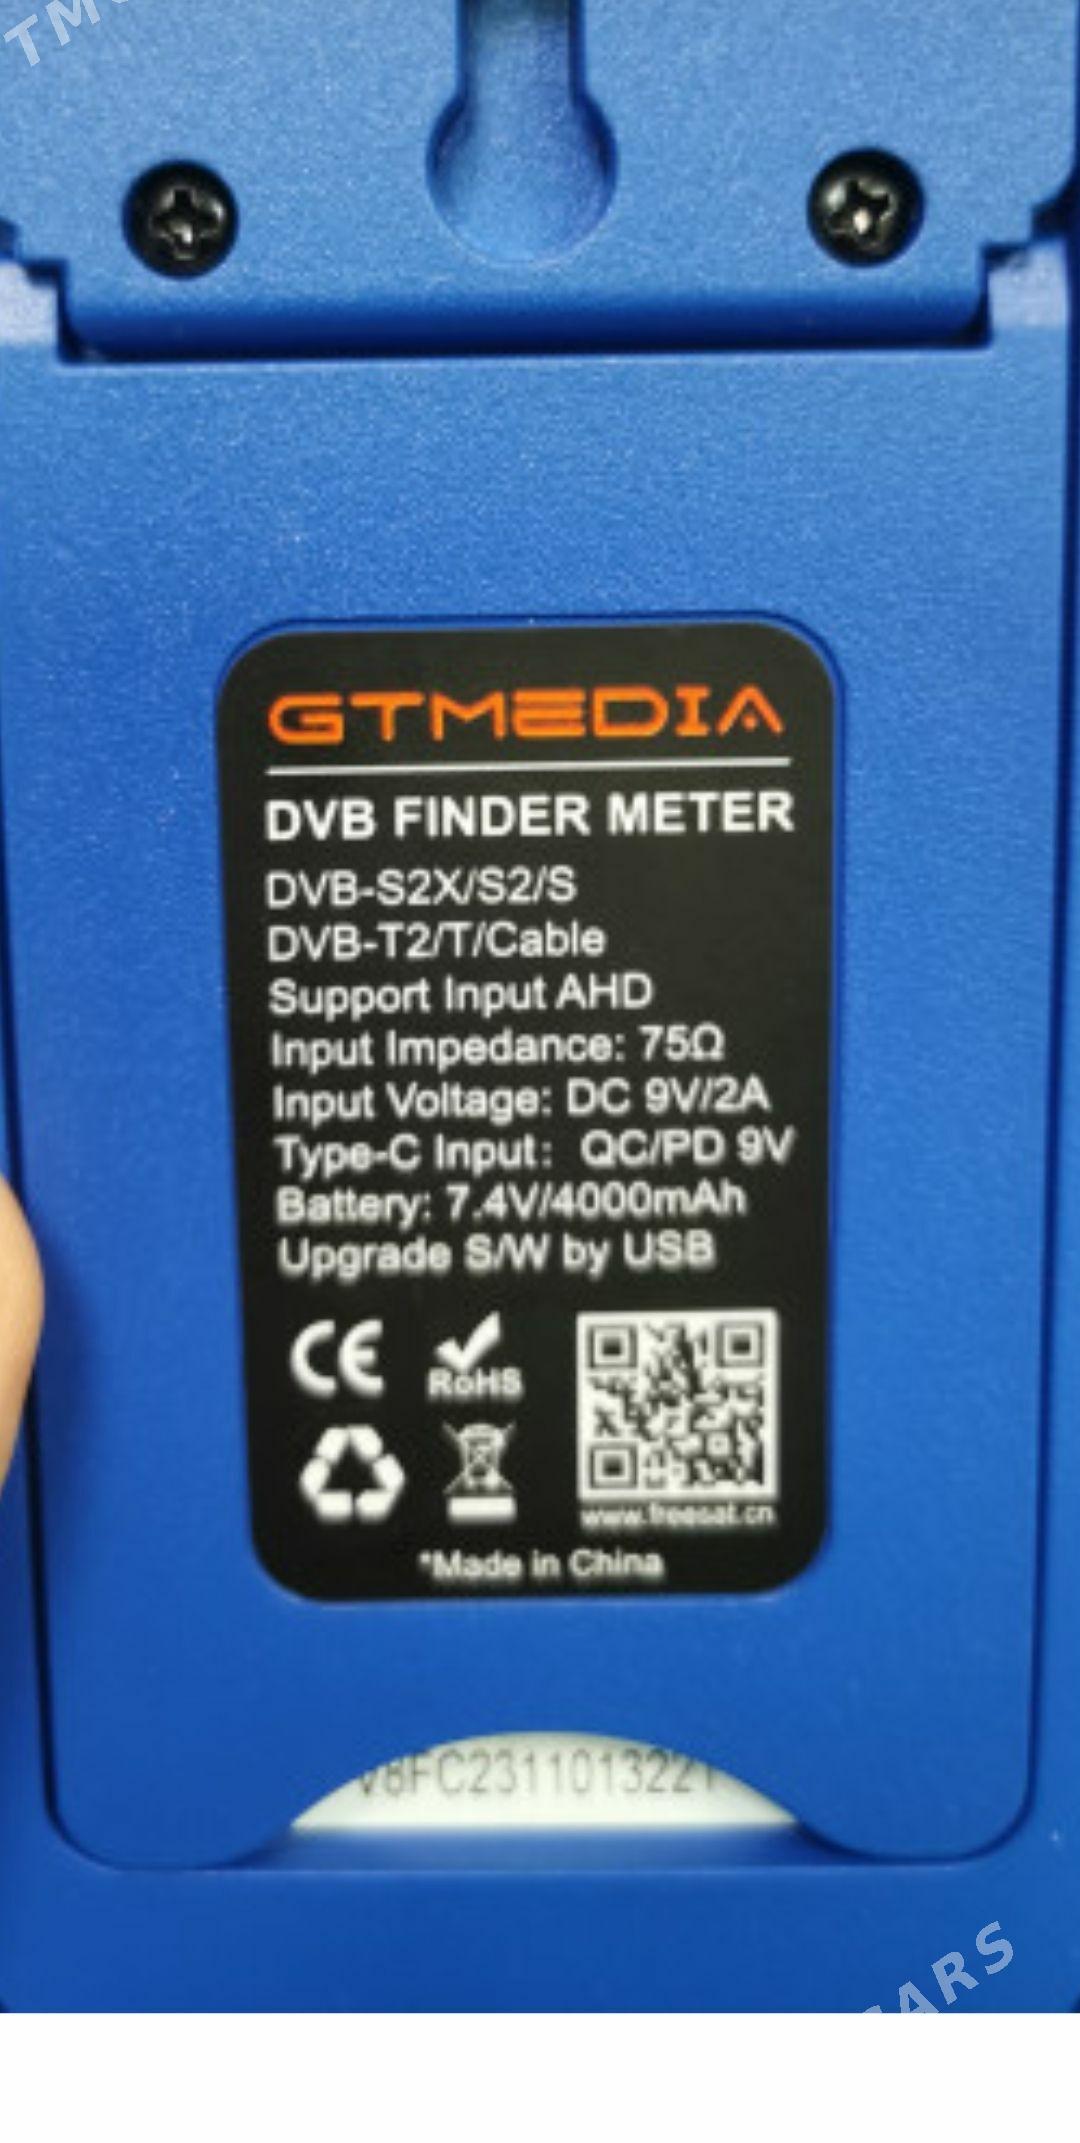 GTMEDIA
DVB FINDER METER
DVB-S2X/S2/S
DVB-T2/T/Cable
Support Input AHD
Input Impedance: 75Ω
Input Voltage: DC 9V/2A
Type-C Input: QC/PD 9V
Battery: 7.4V/4000mAh
Upgrade S/W by USB
CE
RoHS
www.freesat.cn
*Made in China